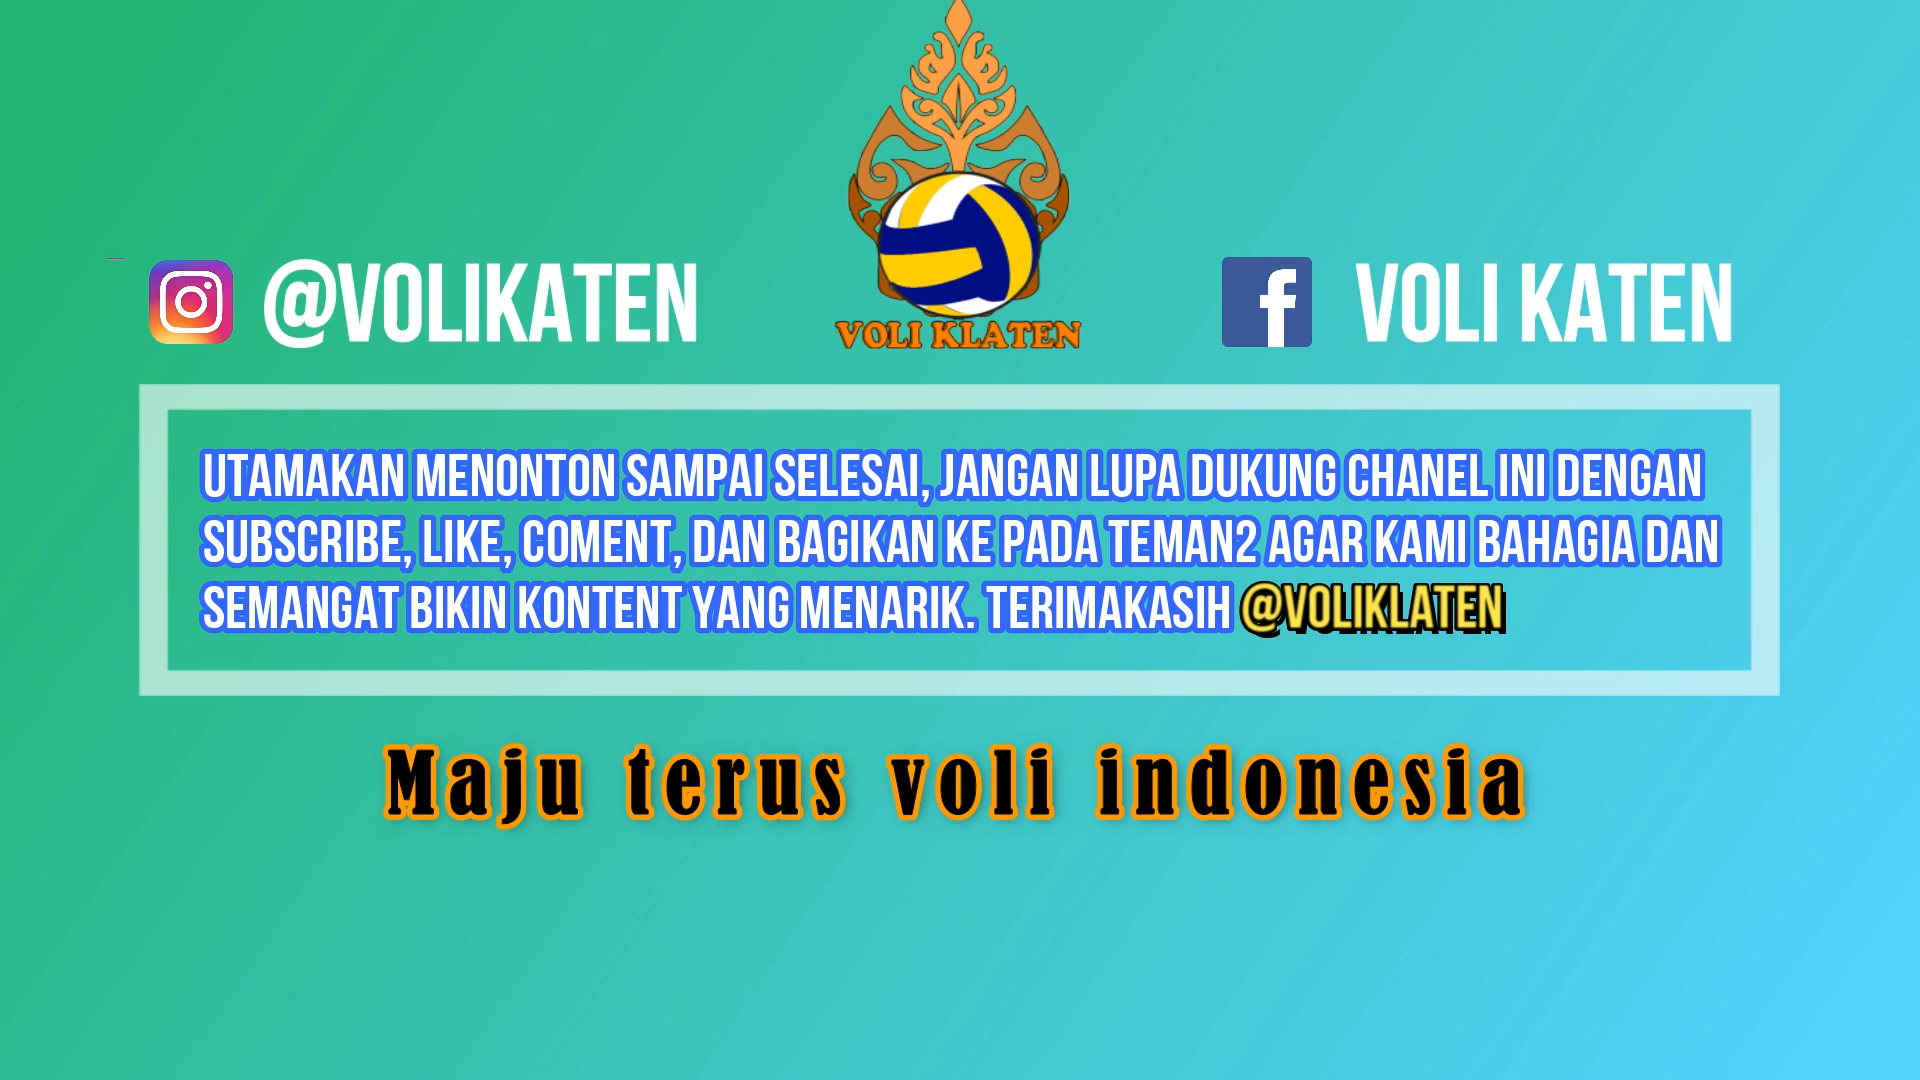 @VOLIKATEN
VOLI KLATEN
VOLI KATEN
UTAMAKAN MENONTON SAMPAI SELESAI, JANGAN LUPA DUKUNG CHANEL INI DENGAN
SUBSCRIBE, LIKE, COMENT, DAN BAGIKAN KE PADA TEMAN2 AGAR KAMI BAHAGIA DAN
SEMANGAT BIKIN KONTENT YANG MENARIK. TERIMAKASIH @VOLIKLATEN
Maju terus voli indonesia